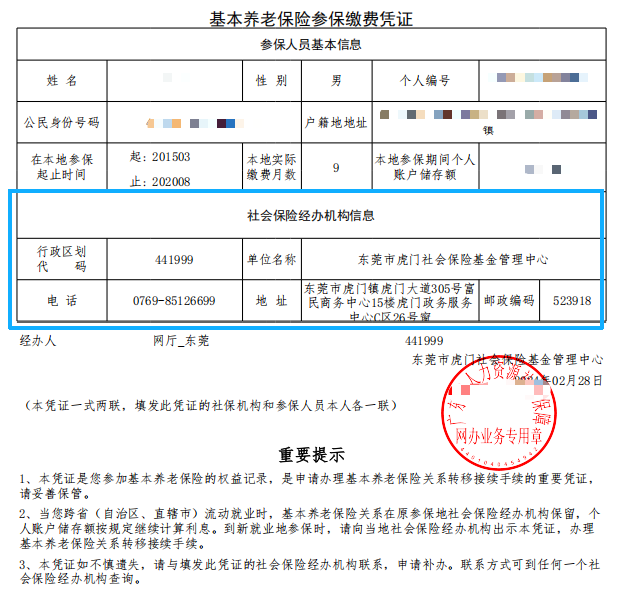 基本养老保险参保缴费凭证
参保人员基本信息
姓 名
性 别
男
个人编号
公民身份号码
户籍地地址
镇
在本地参保
起止时间
起：201503
止：202008
本地实际
缴费月数
9
本地参保期间个人
账户储存额
社会保险经办机构信息
行政区划
代 码
441999
单位名称
东莞市虎门社会保险基金管理中心
电 话
0769-85126699
地 址
东莞市虎门镇虎门大道305号富
民商务中心15楼虎门政务服务
中心C区26号窗
邮政编码
523918
经办人
网厅_东莞
441999
东莞市虎门社会保险基金管理中心
年02月28日
人力资源
保障
网办业务专用章
（本凭证一式两联，填发此凭证的社保机构和参保人员本人各一联）
重要提示
1、本凭证是您参加基本养老保险的权益记录，是申请办理基本养老保险关系转移接续手续的重要凭证，
请妥善保管。
2、当您跨省（自治区、直辖市）流动就业时，基本养老保险关系在原参保地社会保险经办机构保留，个
人账户储存额按规定继续计算利息。到新就业地参保时，请向当地社会保险经办机构出示本凭证，办理
基本养老保险关系转移接续手续。
3、本凭证如不慎遗失，请与填发此凭证的社会保险经办机构联系，申请补办。联系方式可到任何一个社
会保险经办机构查询。